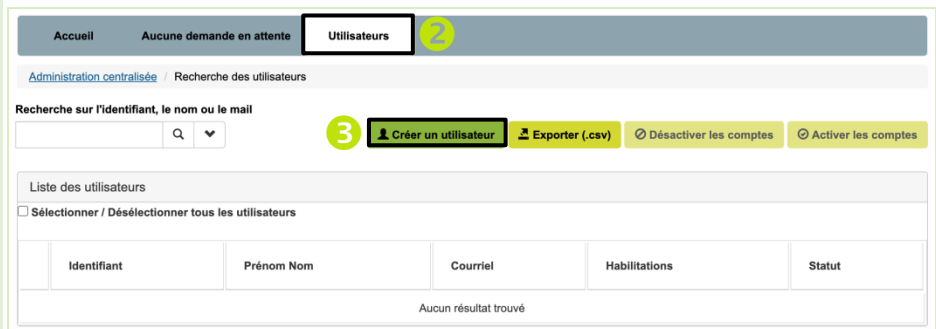 Accueil Aucune demande en attente Utilisateurs 2
Administration centralisée / Recherche des utilisateurs
Recherche sur l'identifiant, le nom ou le mail
3 Créer un utilisateur Exporter (.csv) Désactiver les comptes Activer les comptes
Liste des utilisateurs
Sélectionner / Désélectionner tous les utilisateurs
Identifiant Prénom Nom Courriel Habilitations Statut
Aucun résultat trouvé